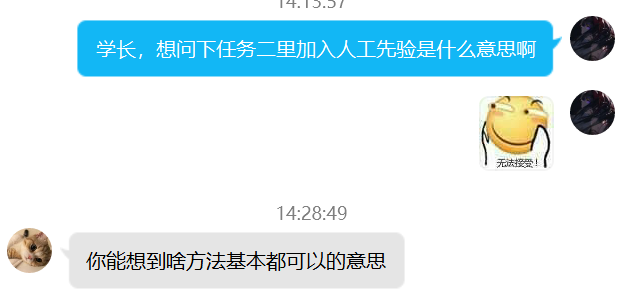 14:13:57
学长，想问下任务二里加入人工先验是什么意思啊
无法接受！
14:28:49
你能想到啥方法基本都可以的意思